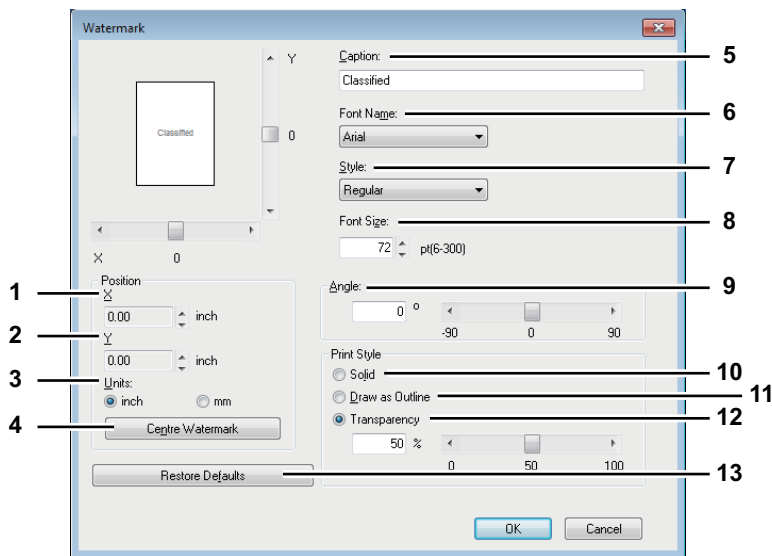 Watermark
Y
Classified
0
X 0
Caption: 5
Classified
Font Name: 6
Arial
Style: 7
Regular
Font Size: 8
72 pt(6-300)
Position
1 X
0.00 inch
2 Y
0.00 inch
3 Units:
inch mm
4 Centre Watermark
Angle: 9
0 °
-90 0 90
Print Style
Solid 10
Draw as Outline 11
Transparency 12
50 %
0 50 100
Restore Defaults 13
OK Cancel